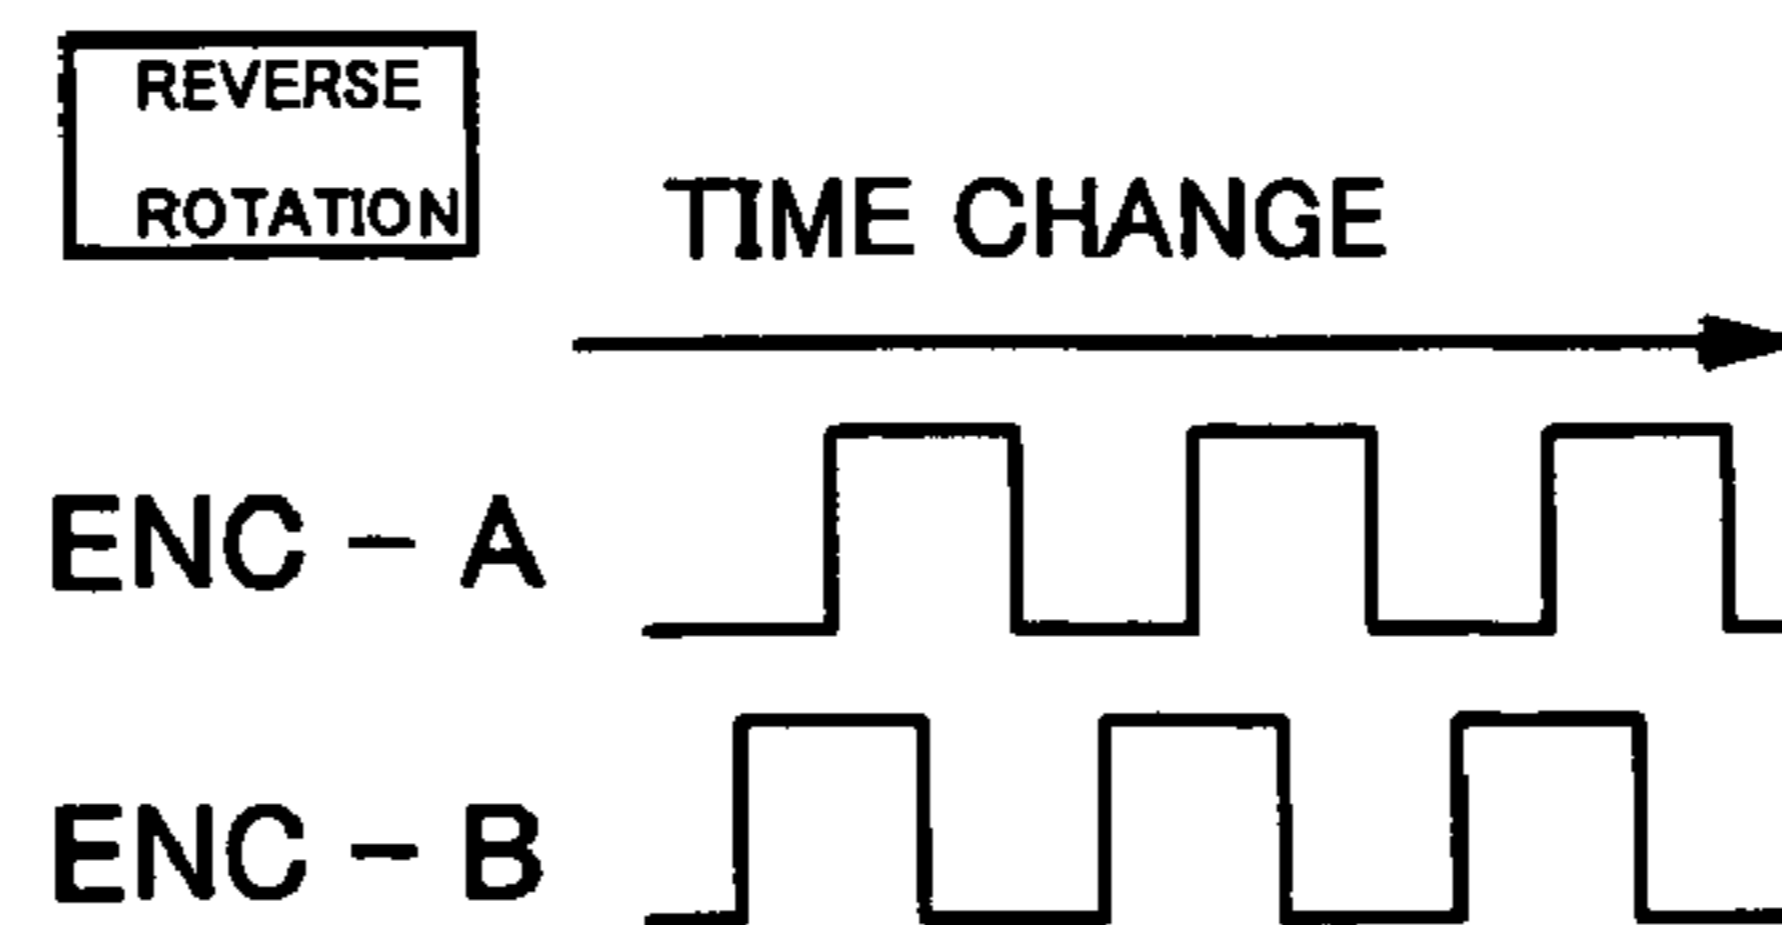 REVERSE
ROTATION
TIME CHANGE
ENC – A
ENC – B